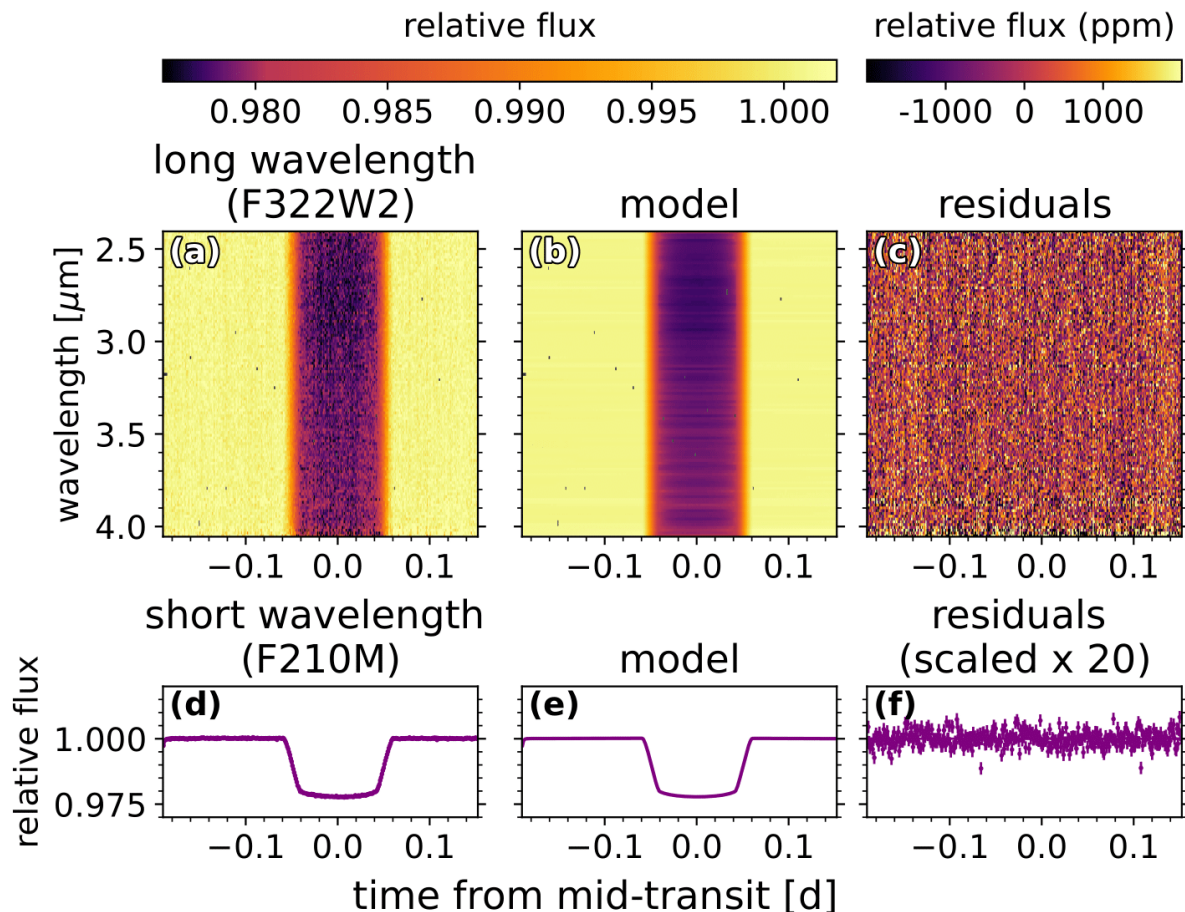 relative flux
relative flux (ppm)
0.980 0.985 0.990 0.995 1.000
-1000 0 1000
long wavelength
(F322W2)
model
residuals
(a)
(b)
(c)
wavelength [μm]
2.5
3.0
3.5
4.0
−0.1 0.0 0.1
−0.1 0.0 0.1
−0.1 0.0 0.1
short wavelength
(F210M)
model
residuals
(scaled x 20)
(d)
(e)
(f)
relative flux
1.000
0.975
−0.1 0.0 0.1
−0.1 0.0 0.1
−0.1 0.0 0.1
time from mid-transit [d]